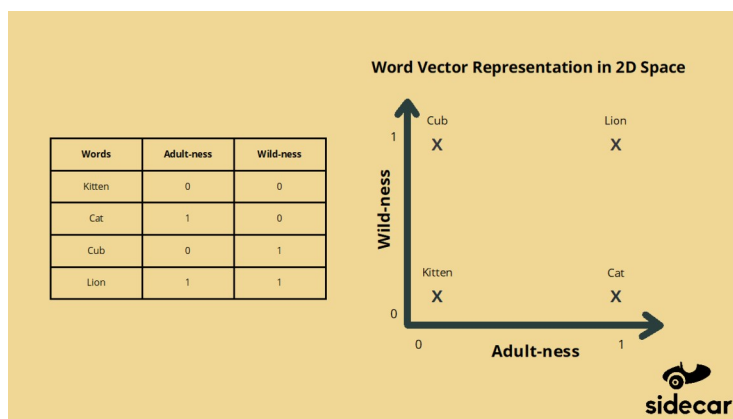 Word Vector Representation in 2D Space
Words Adult-ness Wild-ness
Kitten 0 0
Cat 1 0
Cub 0 1
Lion 1 1
Cub Lion
1 X X
Wild-ness
Kitten Cat
X X
0
0 1
Adult-ness
sidecar